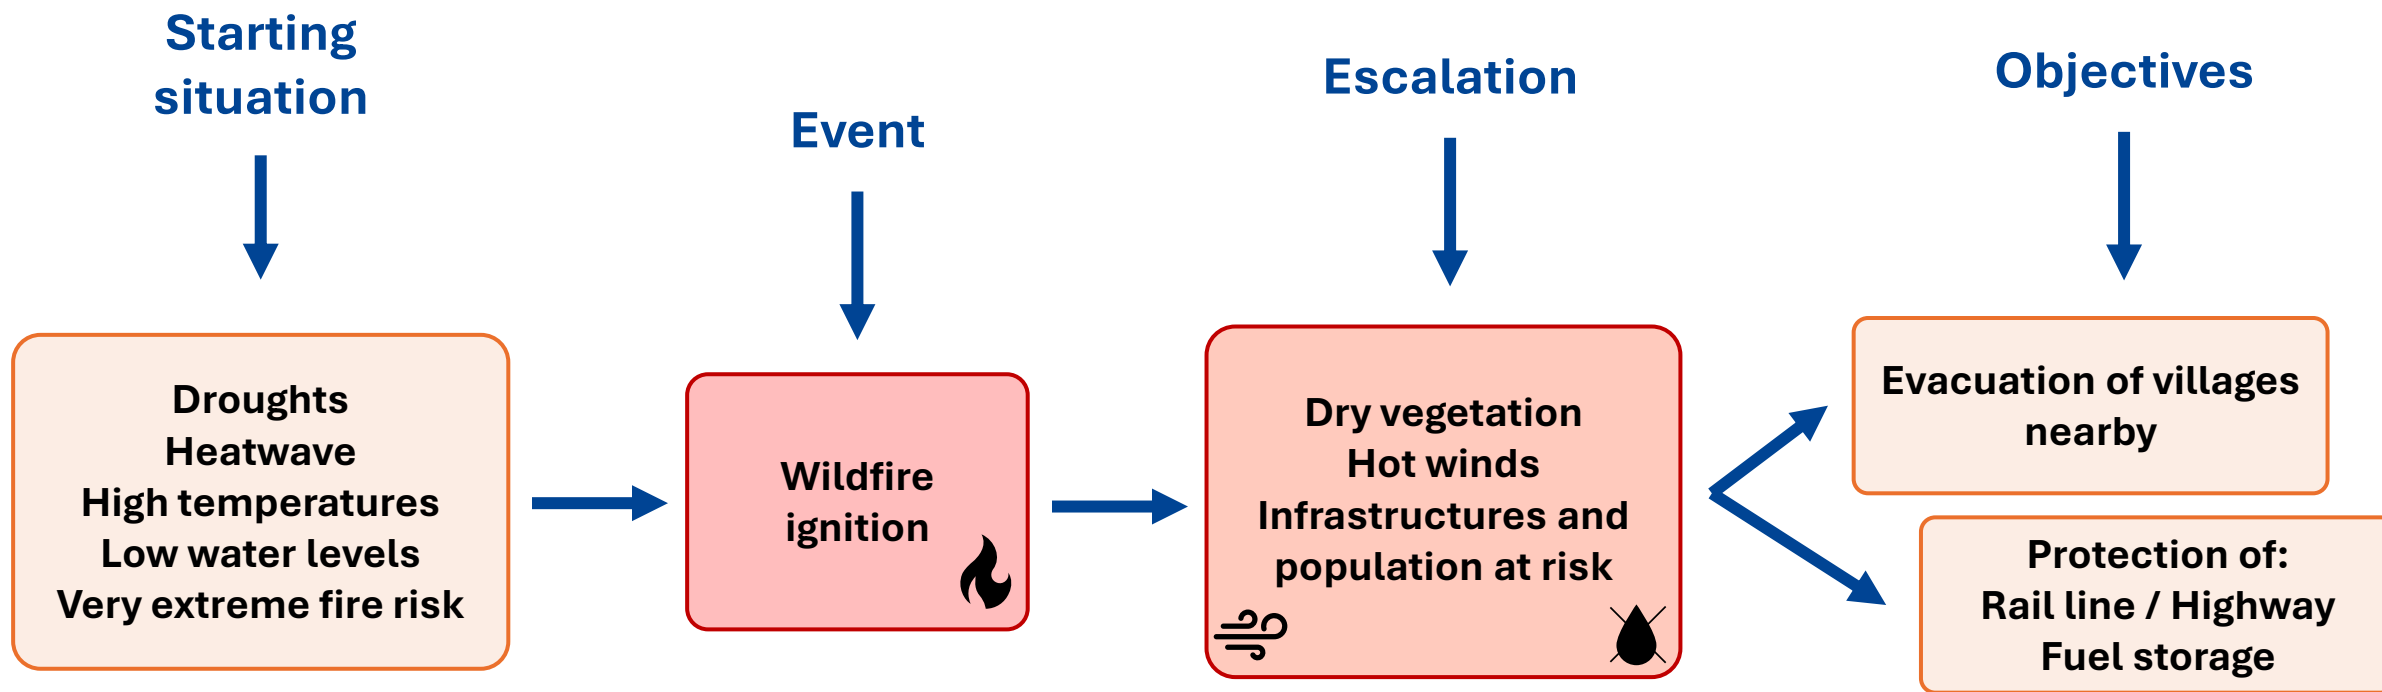 Starting
situation
Event
Escalation
Objectives
Droughts
Heatwave
High temperatures
Low water levels
Very extreme fire risk
Wildfire
ignition
Dry vegetation
Hot winds
Infrastructures and
population at risk
Evacuation of villages
nearby
Protection of:
Rail line / Highway
Fuel storage